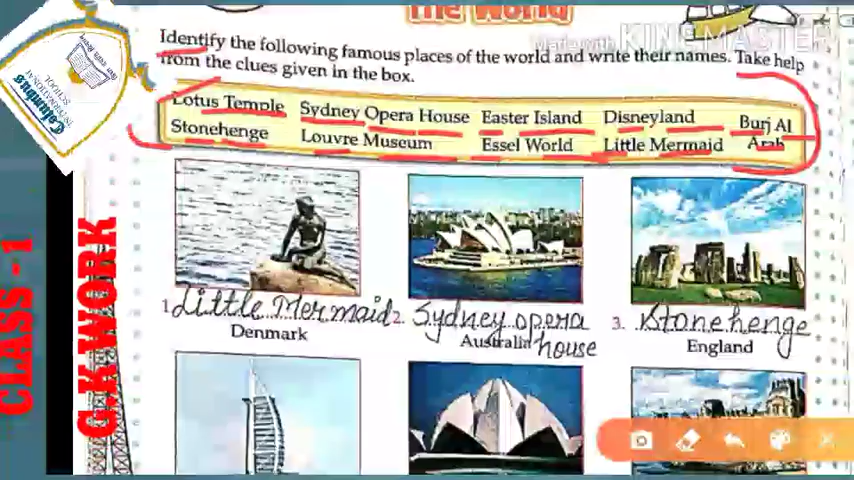 The World
Made with KINEMASTER
Identify the following famous places of the world and write their names. Take help
from the clues given in the box.
Lotus Temple Sydney Opera House Easter Island Disneyland Burj Al
Stonehenge Louvre Museum Essel World Little Mermaid Arab
Columbus
INTERNATIONAL
SCHOOL
CLASS -1
G.K WORK
1. Little Mermaid 2. Sydney opera 3. Stonehenge
house
Denmark Australia England